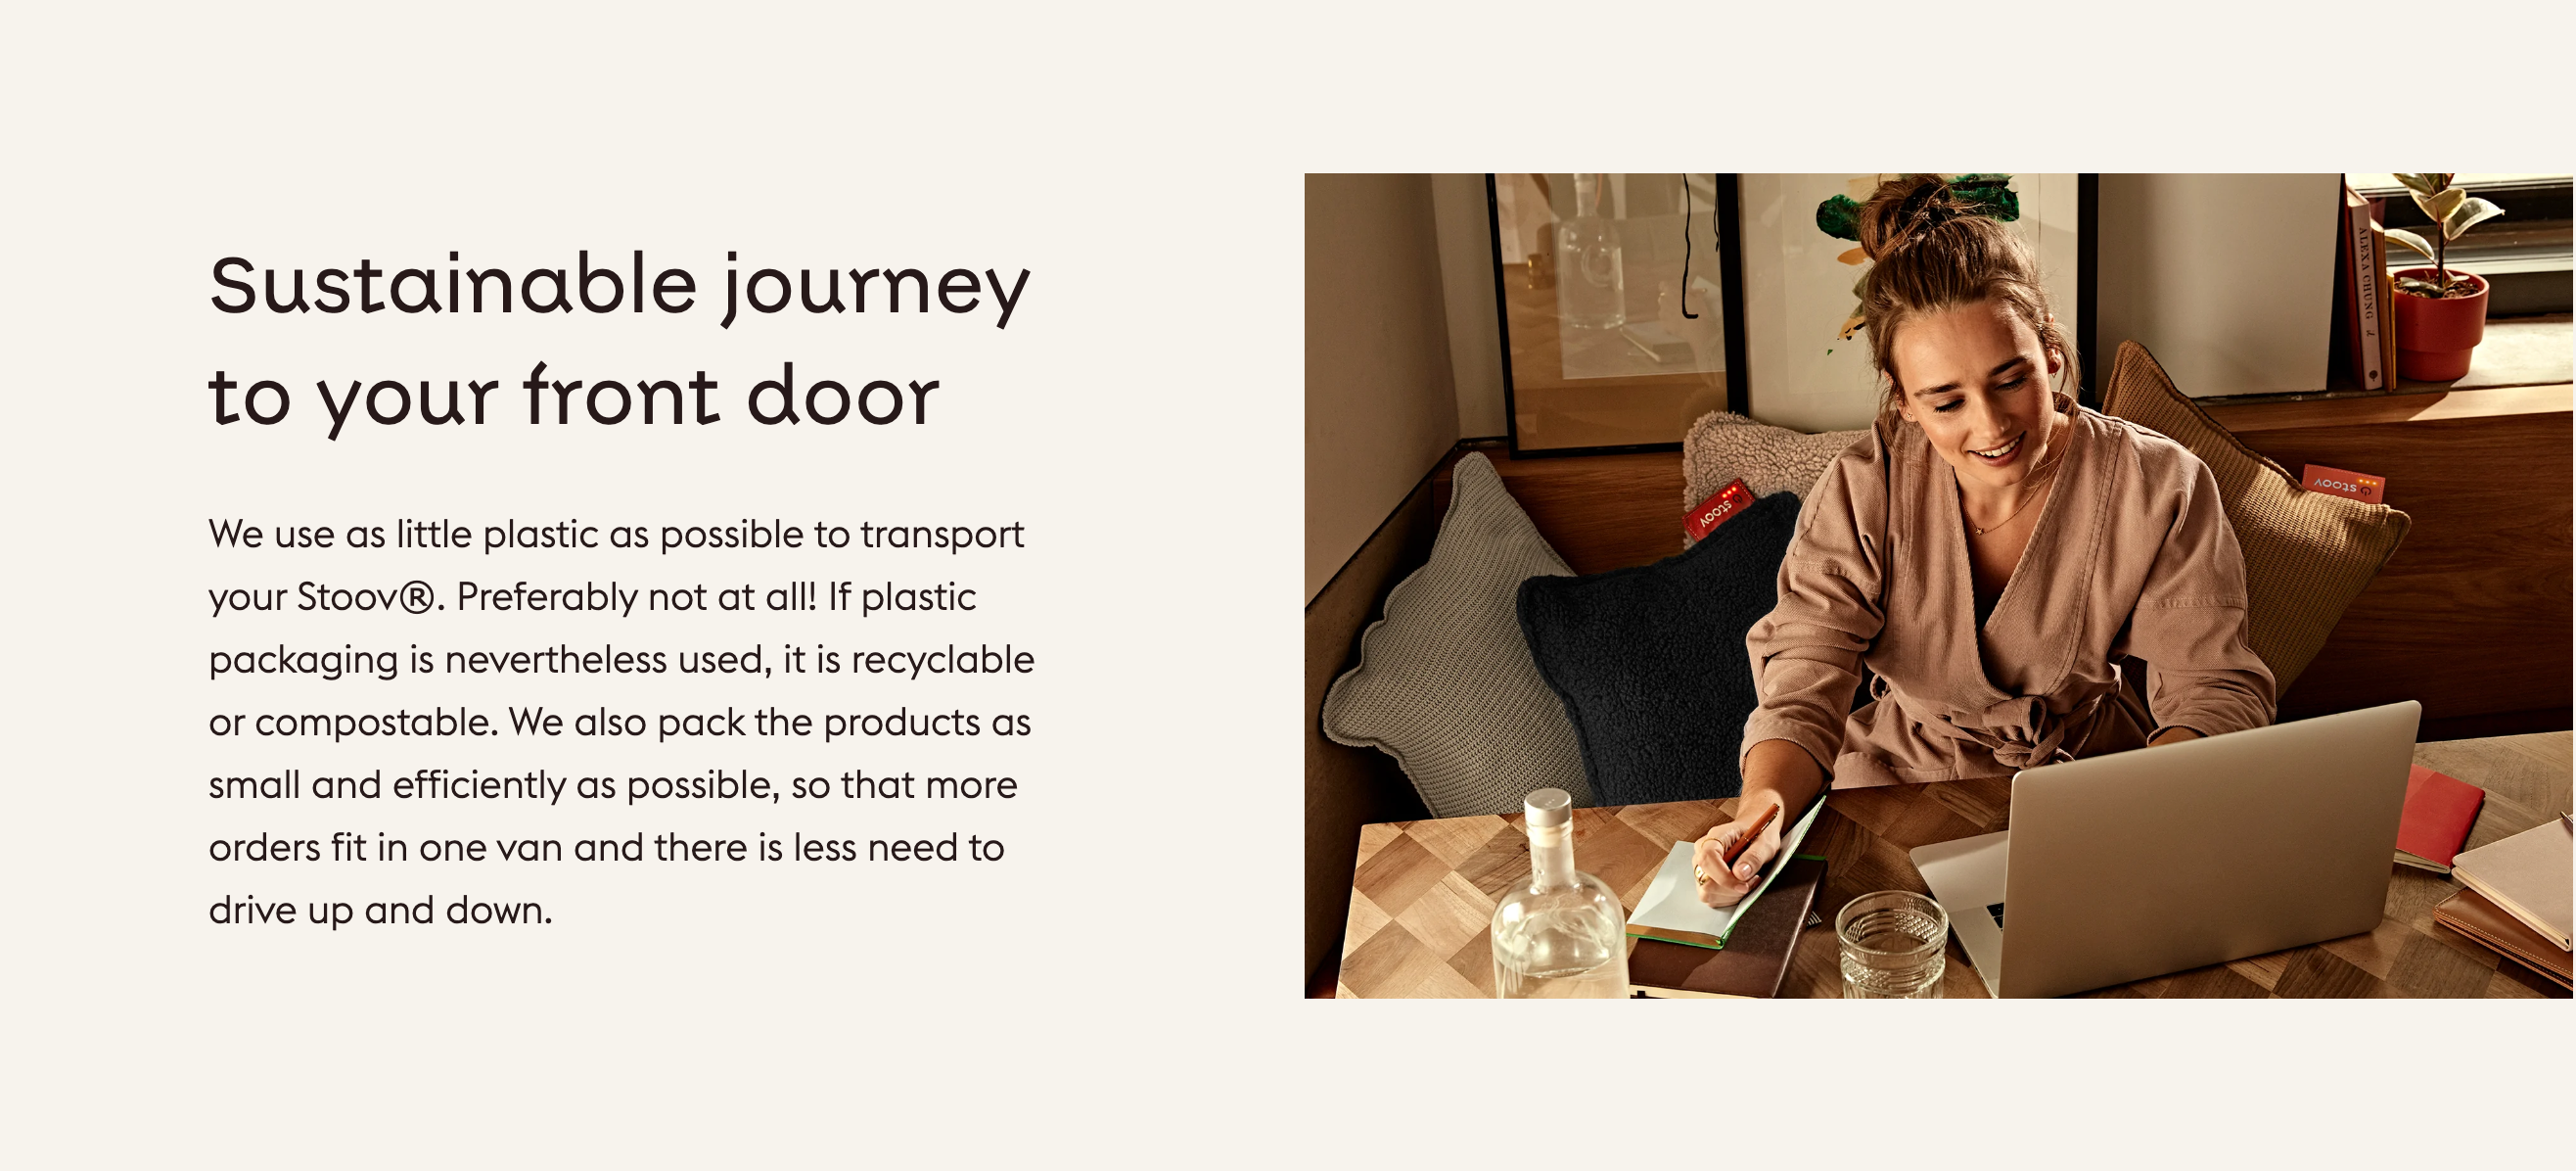 Sustainable journey
to your front door
We use as little plastic as possible to transport
your Stoov®. Preferably not at all! If plastic
packaging is nevertheless used, it is recyclable
or compostable. We also pack the products as
small and efficiently as possible, so that more
orders fit in one van and there is less need to
drive up and down.
ALEXA CHUNG
stoov
stoov